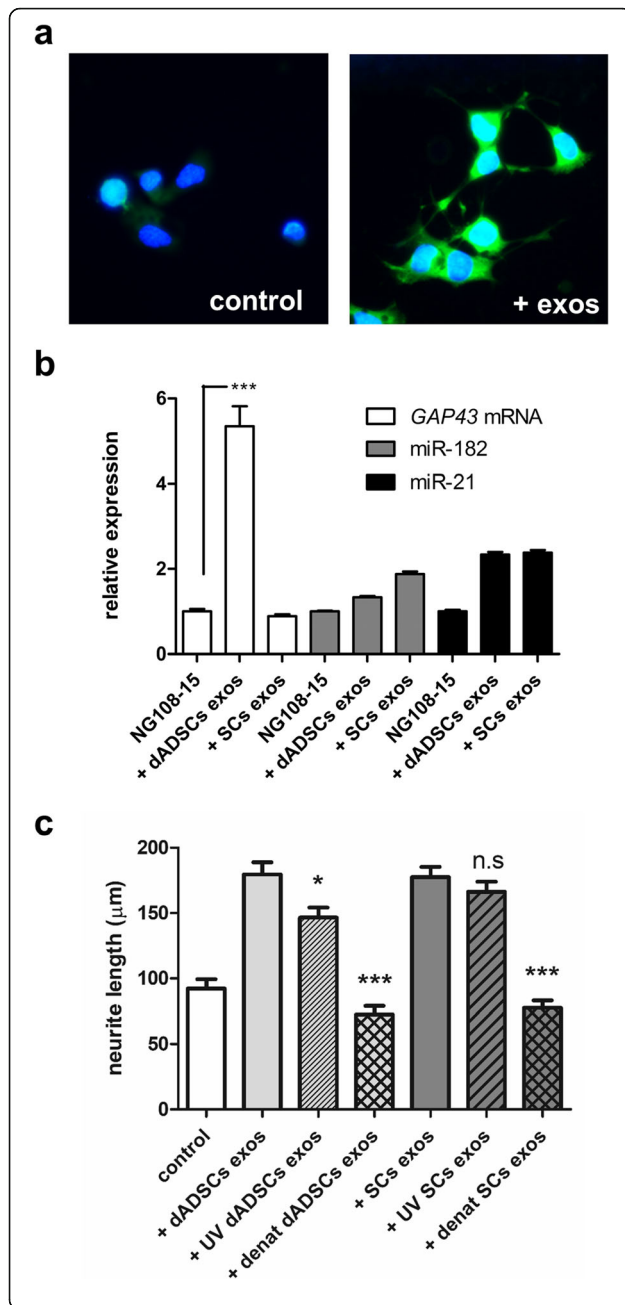 a
control
+ exos
b
***
6
4
2
0
relative expression
GAP43 mRNA
miR-182
miR-21
NG108-15
+ dADSCs exos
+ SCs exos
NG108-15
+ dADSCs exos
+ SCs exos
NG108-15
+ dADSCs exos
+ SCs exos
c
200
150
100
50
0
neurite length (μm)
*
***
n.s
***
control
+ dADSCs exos
+ UV dADSCs exos
+ denat dADSCs exos
+ SCs exos
+ UV SCs exos
+ denat SCs exos